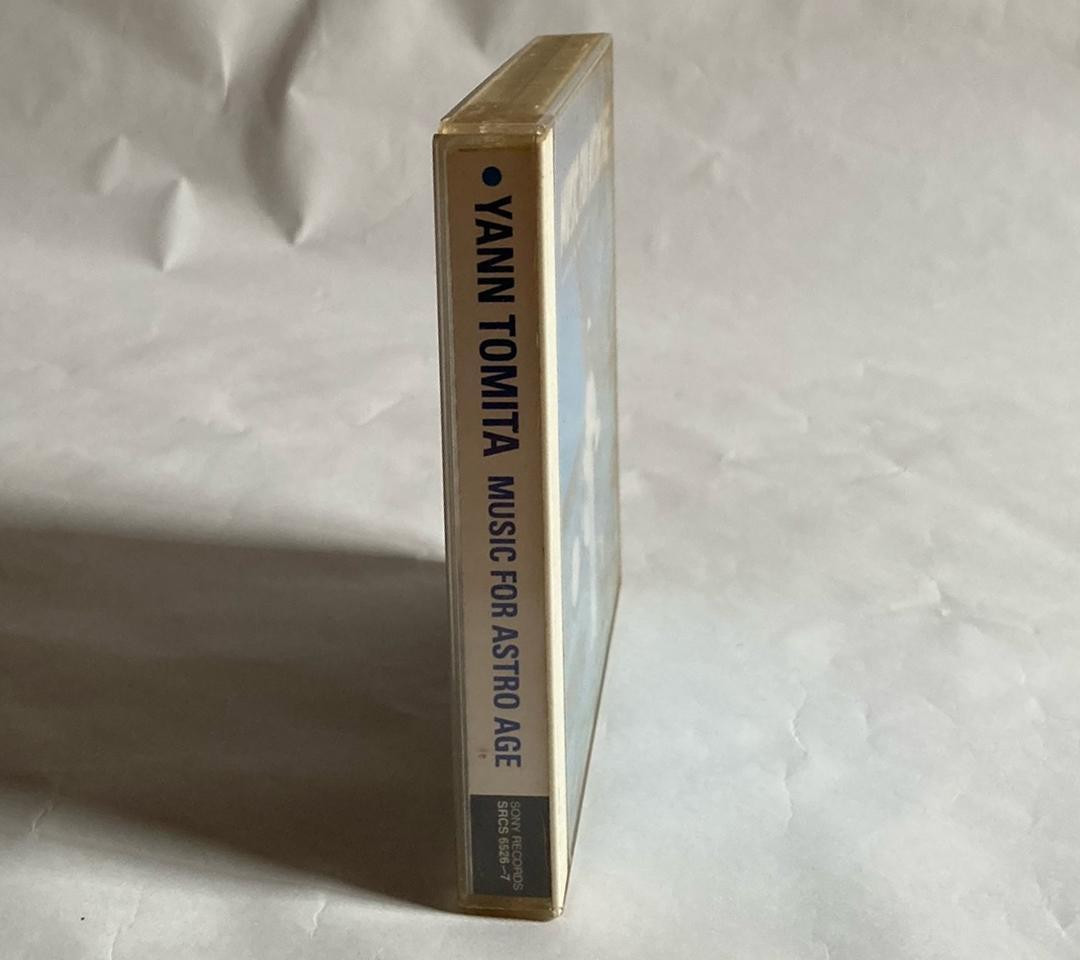 ● YANN TOMITA MUSIC FOR ASTRO AGE
SONY RECORDS
SRCS 6526~7